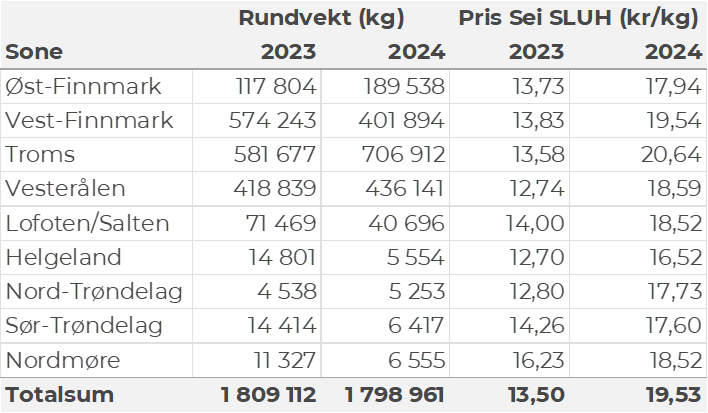 Rundvekt (kg) Pris Sei SLUH (kr/kg)
Sone 2023 2024 2023 2024
Øst-Finnmark 117 804 189 538 13,73 17,94
Vest-Finnmark 574 243 401 894 13,83 19,54
Troms 581 677 706 912 13,58 20,64
Vesterålen 418 839 436 141 12,74 18,59
Lofoten/Salten 71 469 40 696 14,00 18,52
Helgeland 14 801 5 554 12,70 16,52
Nord-Trøndelag 4 538 5 253 12,80 17,73
Sør-Trøndelag 14 414 6 417 14,26 17,60
Nordmøre 11 327 6 555 16,23 18,52
Totalsum 1 809 112 1 798 961 13,50 19,53